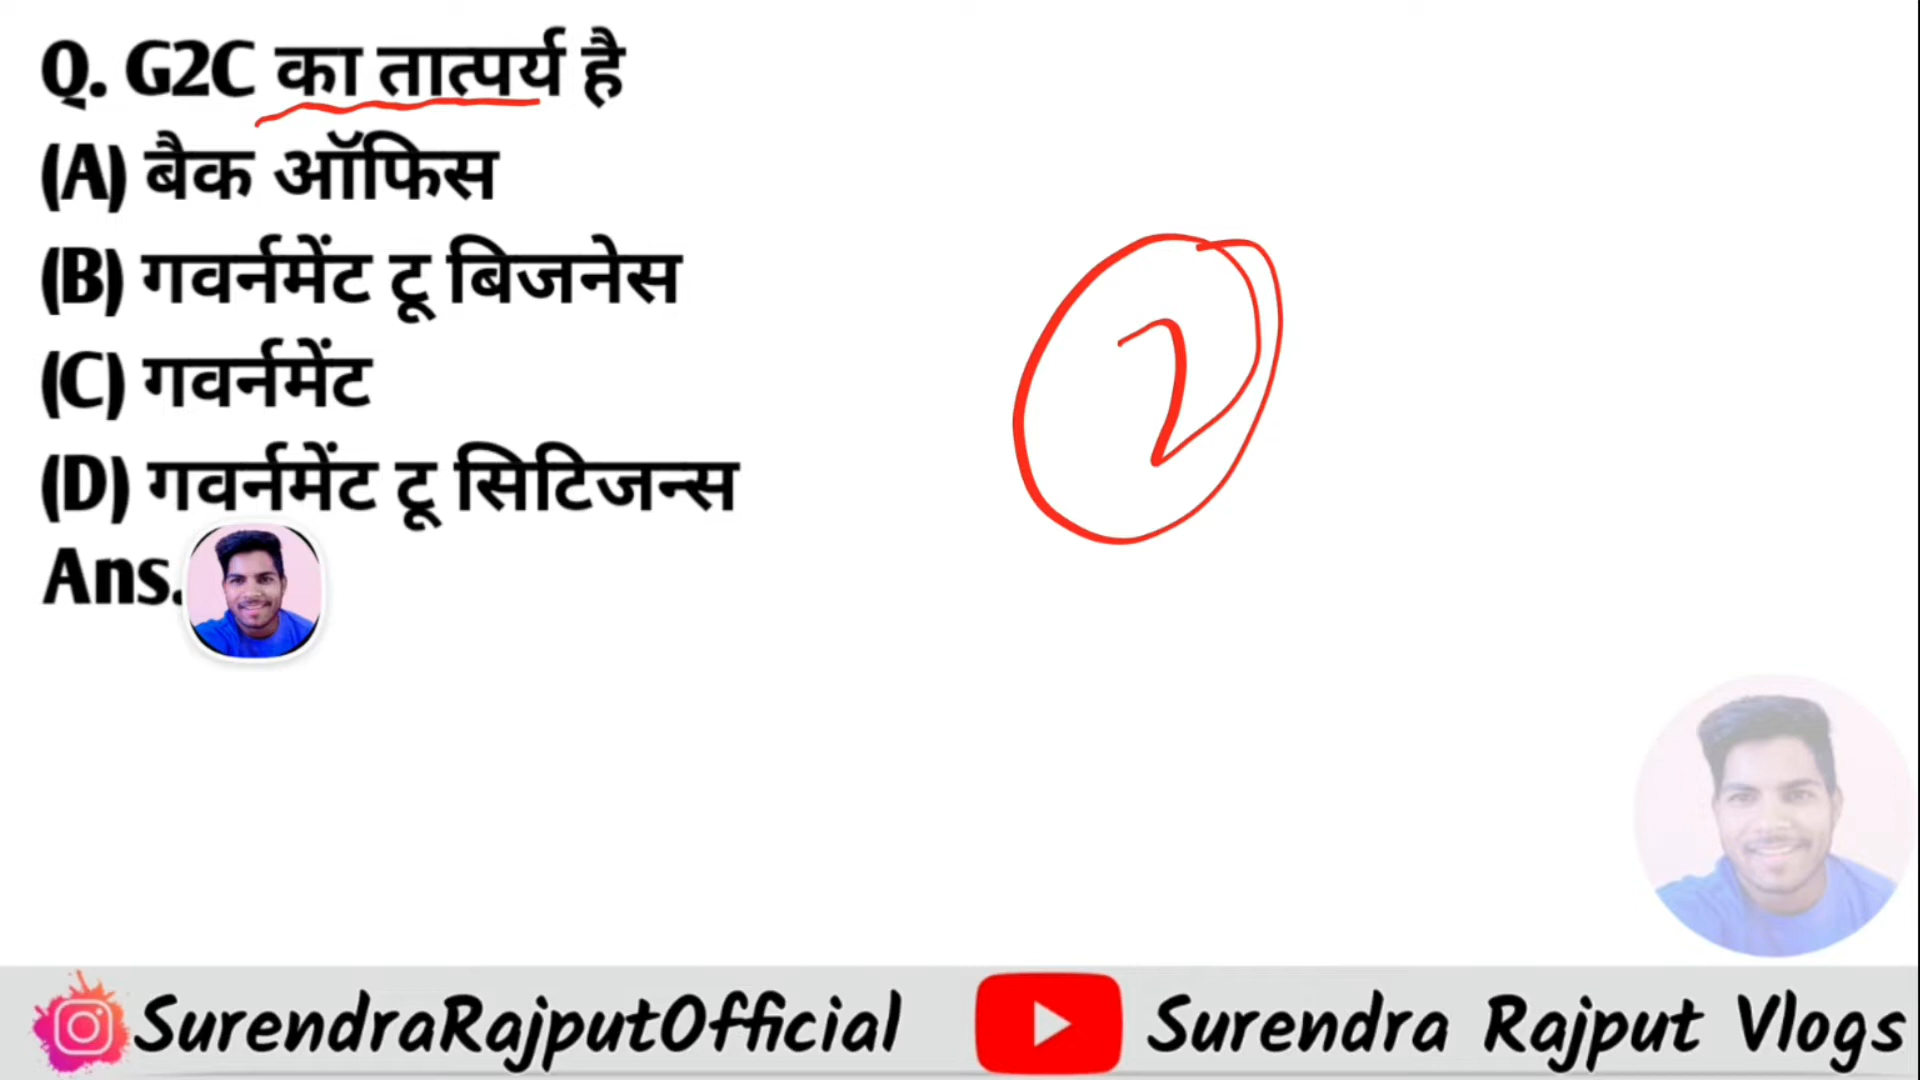 Q. G2C का तात्पर्य है
(A) बैक ऑफिस
(B) गवर्नमेंट टू बिजनेस
(C) गवर्नमेंट
(D) गवर्नमेंट टू सिटिजन्स
Ans.
2
SurendraRajputOfficial
Surendra Rajput Vlogs